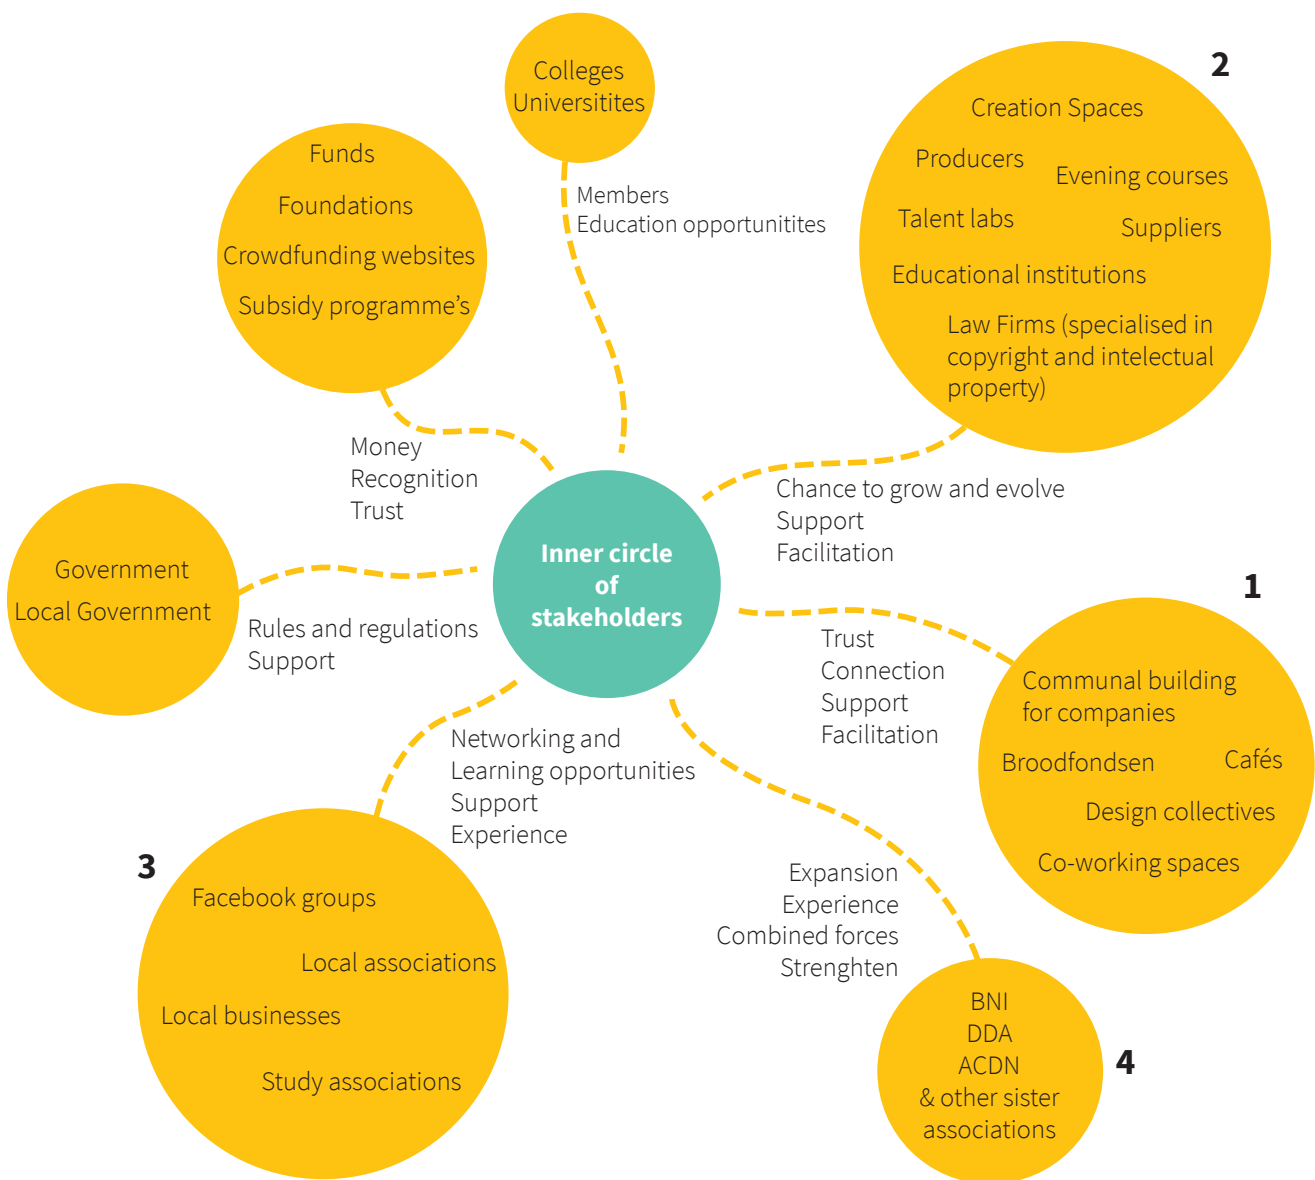 Colleges
Universitites
Members
Education opportunitites
Funds
Foundations
Crowdfunding websites
Subsidy programme's
Money
Recognition
Trust
2
Creation Spaces
Producers
Evening courses
Talent labs
Suppliers
Educational institutions
Law Firms (specialised in
copyright and intelectual
property)
Chance to grow and evolve
Support
Facilitation
Inner circle
of
stakeholders
Government
Local Government
Rules and regulations
Support
1
Trust
Connection
Support
Facilitation
Communal building
for companies
Broodfondsen
Cafés
Design collectives
Co-working spaces
Networking and
Learning opportunities
Support
Experience
3
Facebook groups
Local associations
Local businesses
Study associations
Expansion
Experience
Combined forces
Strenghten
BNI
DDA
ACDN
& other sister
associations
4